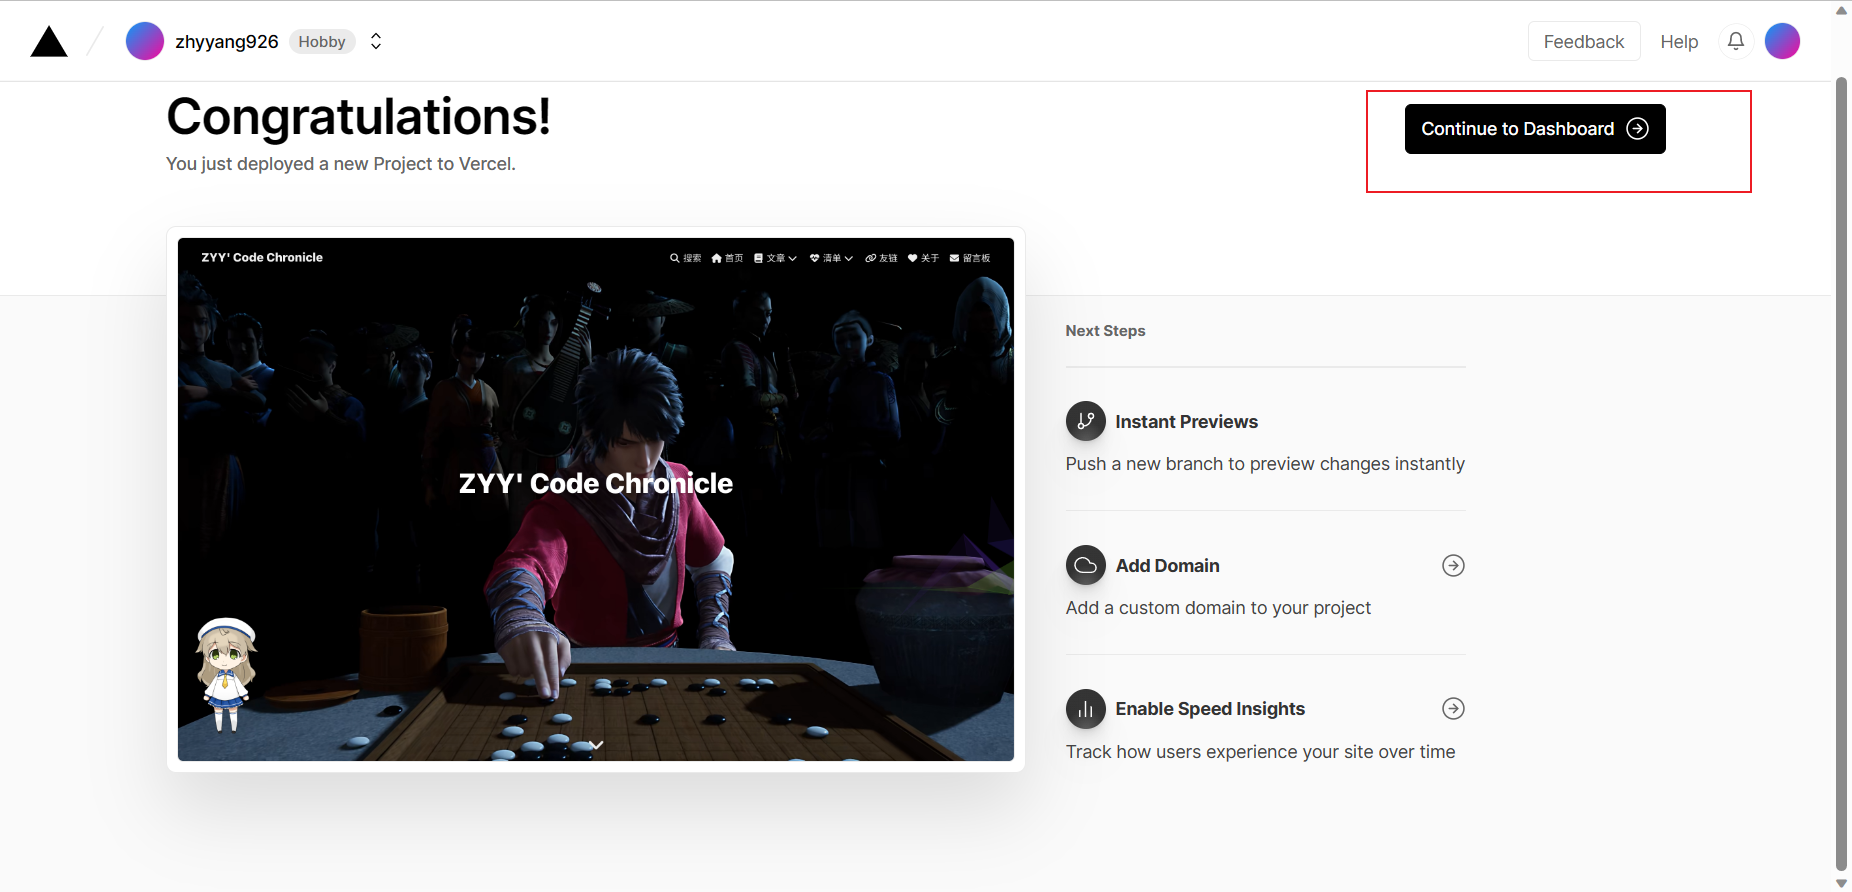 zhyyang926 Hobby
Feedback Help
Congratulations!
You just deployed a new Project to Vercel.
Continue to Dashboard
ZYY' Code Chronicle
搜索 首页 文章 清单 友链 关于 留言板
ZYY' Code Chronicle
Next Steps
Instant Previews
Push a new branch to preview changes instantly
Add Domain
Add a custom domain to your project
Enable Speed Insights
Track how users experience your site over time